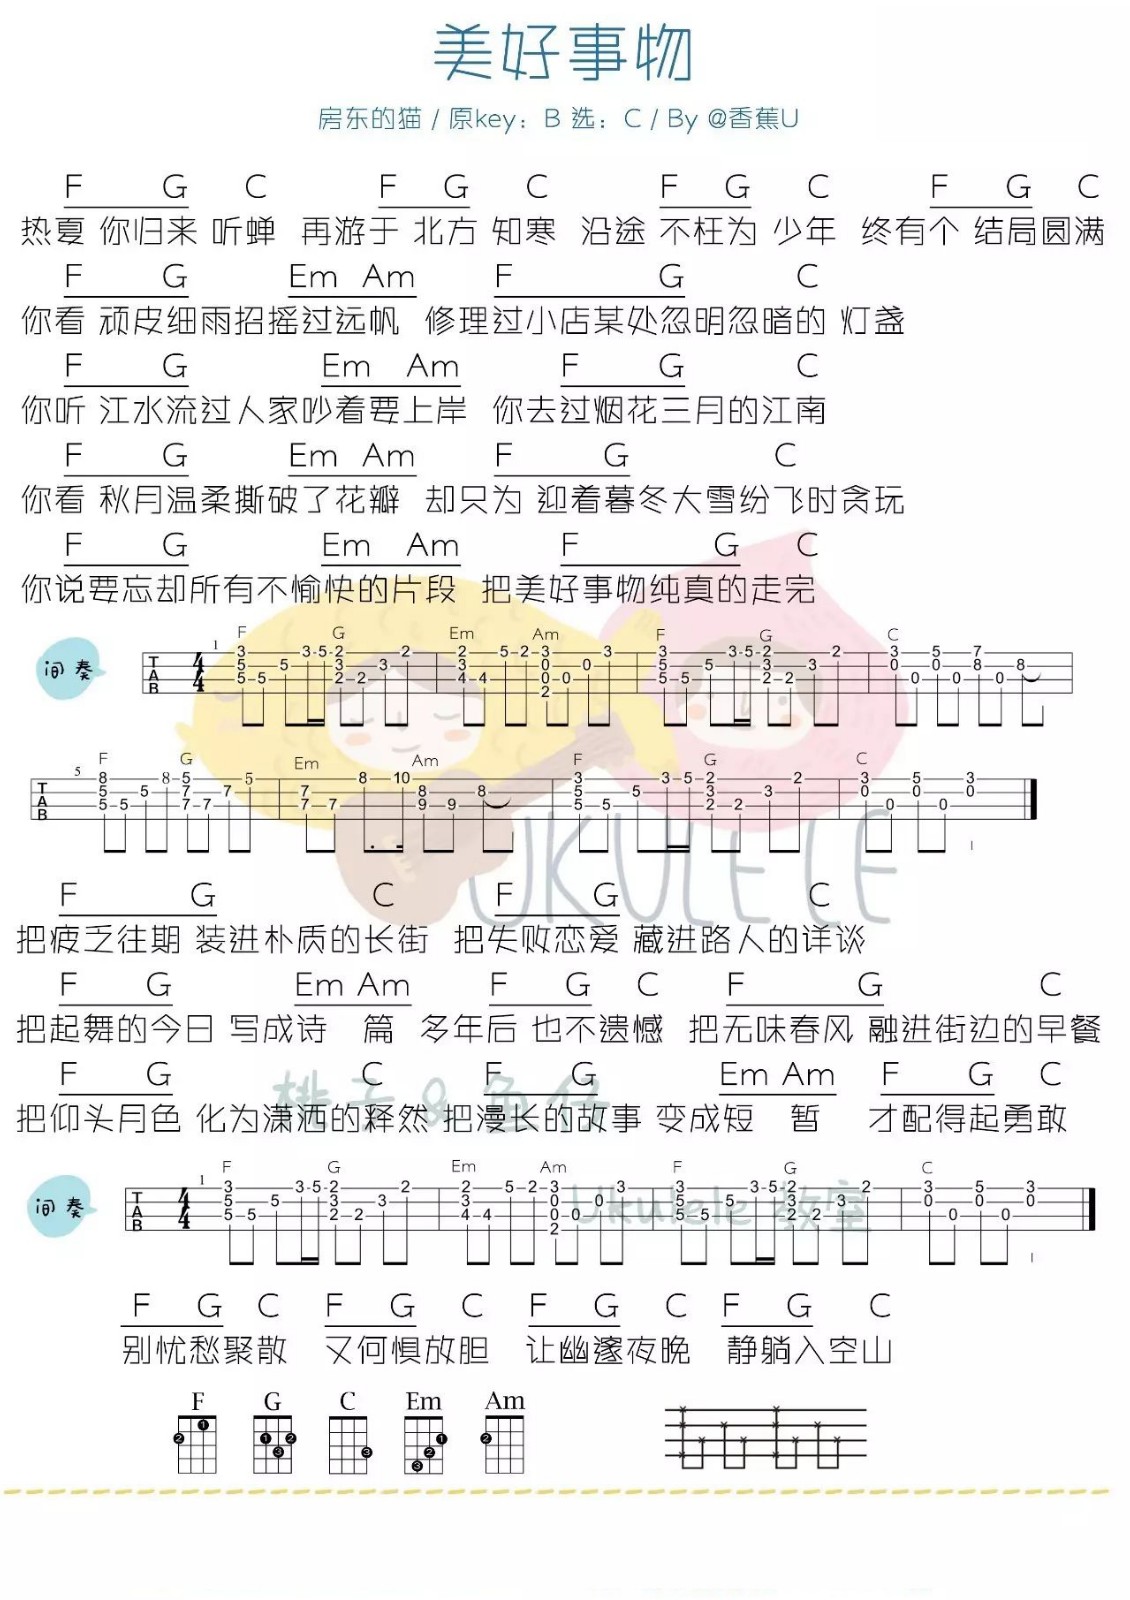 美好事物
房东的猫 / 原key：B 选：C / By @香蕉U
F G C F G C F G C F G C
热夏 你归来 听蝉 再游于 北方 知寒 沿途 不枉为 少年 终有个 结局圆满
F G Em Am F G C
你看 顽皮细雨招摇过远帆 修理过小店某处忽明忽暗的 灯盏
F G Em Am F G C
你听 江水流过人家吵着要上岸 你去过烟花三月的江南
F G Em Am F G C
你看 秋月温柔撕破了花瓣 却只为 迎着暮冬大雪纷飞时贪玩
F G Em Am F G C
你说要忘却所有不愉快的片段 把美好事物纯真的走完
间奏
F G Em Am F G C
1
T A B 4 4
3 3 5 2 2 2 5 2 3 3 3 3 5 2 2 3 5 7
5 5 3 3 3 0 0 5 5 3 3 0 0 8 8
5 5 2 2 4 4 0 0 5 5 2 2 0 0 0
2
F G Em Am F G C
5
T A B
8 8 5 5 8 10 3 3 5 2 2 3 5 3
5 5 7 7 7 8 8 5 5 3 3 0 0 0
5 5 7 7 7 7 9 9 5 5 2 2 0 0
UKULELE
F G C F G C
把疲乏往期 装进朴质的长街 把失败恋爱 藏进路人的详谈
F G Em Am F G C F G C
把起舞的今日 写成诗 篇 多年后 也不遗憾 把无味春风 融进街边的早餐
F G C F G Em Am F G C
把仰头月色 化为潇洒的释然 把漫长的故事 变成短 暂 才配得起勇敢
桃子&鱼仔
间奏
F G Em Am F G C
1
T A B 4 4
3 3 5 2 2 2 5 2 3 3 3 3 5 2 2 3 5 3
5 5 3 3 3 0 0 5 5 3 3 0 0
5 5 2 2 4 4 0 0 5 5 2 2 0 0
2
Ukulele 教室
F G C F G C F G C F G C
别忧愁聚散 又何惧放胆 让幽邃夜晚 静躺入空山
F G C Em Am
2 1 1 3 2 3 3 2 1 2